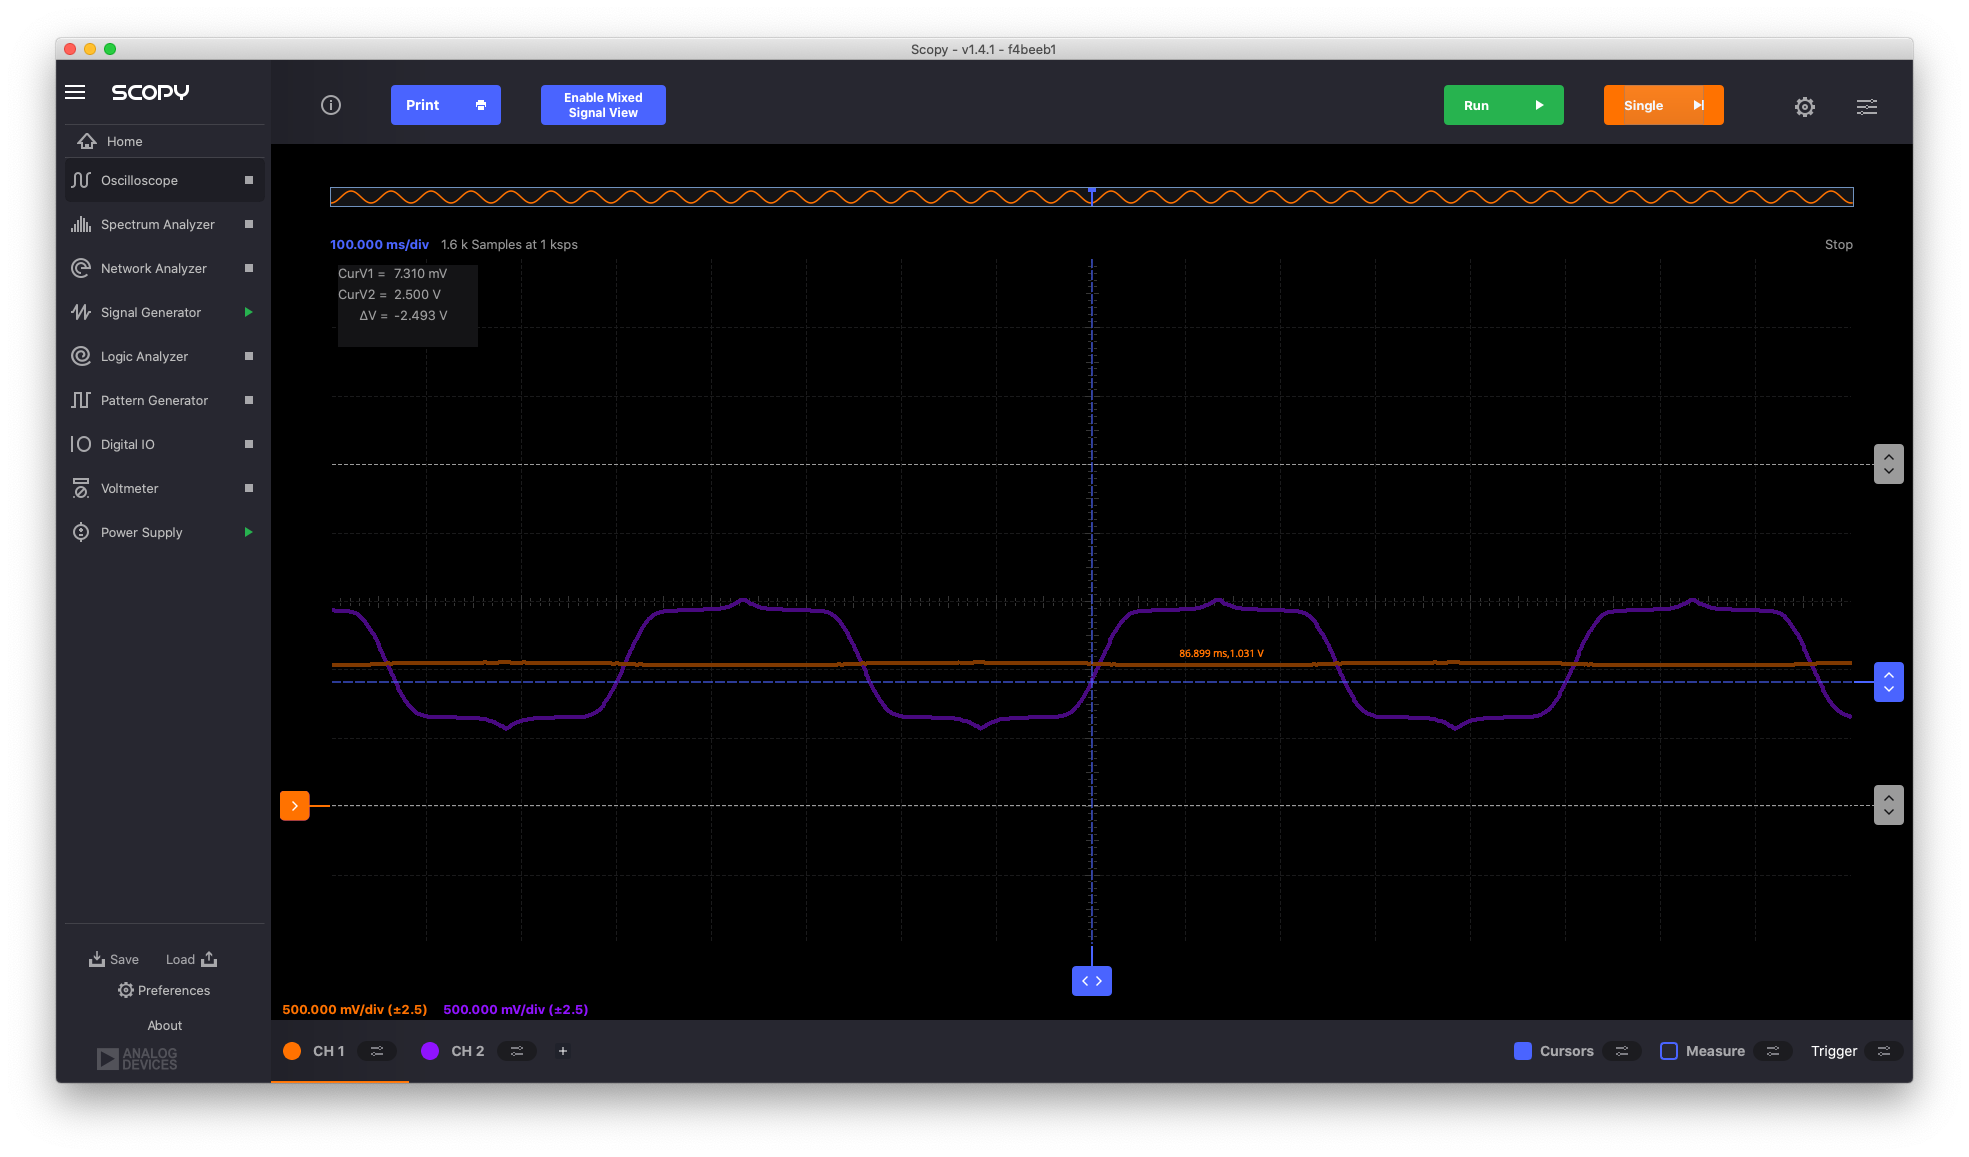 Scopy - v1.4.1 - f4beeb1
SCOPY
Print
Enable Mixed
Signal View
Run
Single
Home
Oscilloscope
Spectrum Analyzer
Network Analyzer
Signal Generator
Logic Analyzer
Pattern Generator
Digital IO
Voltmeter
Power Supply
100.000 ms/div 1.6 k Samples at 1 ksps
Stop
CurV1 = 7.310 mV
CurV2 = 2.500 V
ΔV = -2.493 V
86.899 ms,1.031 V
Save Load
Preferences
About
ANALOG
DEVICES
500.000 mV/div (±2.5) 500.000 mV/div (±2.5)
CH 1 CH 2 +
Cursors Measure Trigger